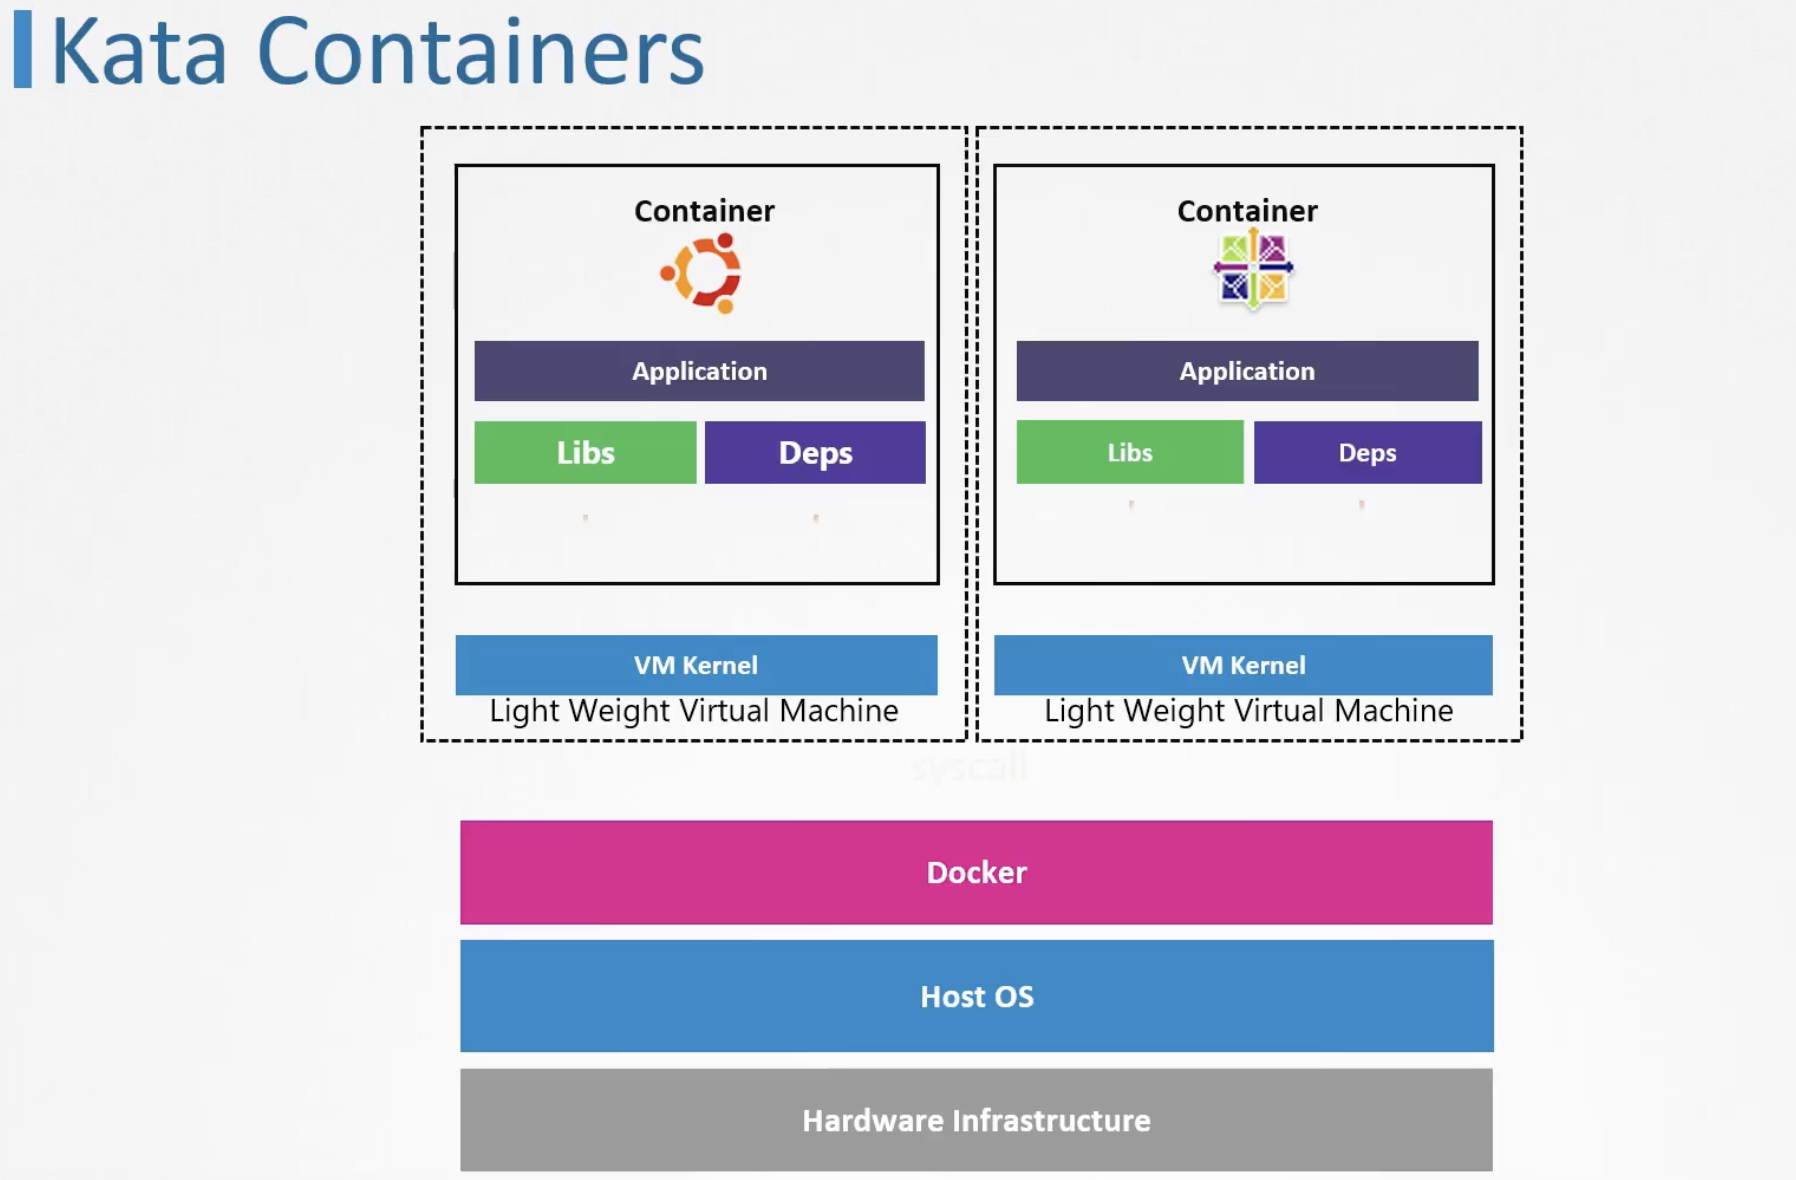 Kata Containers
Container
Container
Application
Application
Libs
Deps
Libs
Deps
VM Kernel
VM Kernel
Light Weight Virtual Machine
Light Weight Virtual Machine
syscall
Docker
Host OS
Hardware Infrastructure